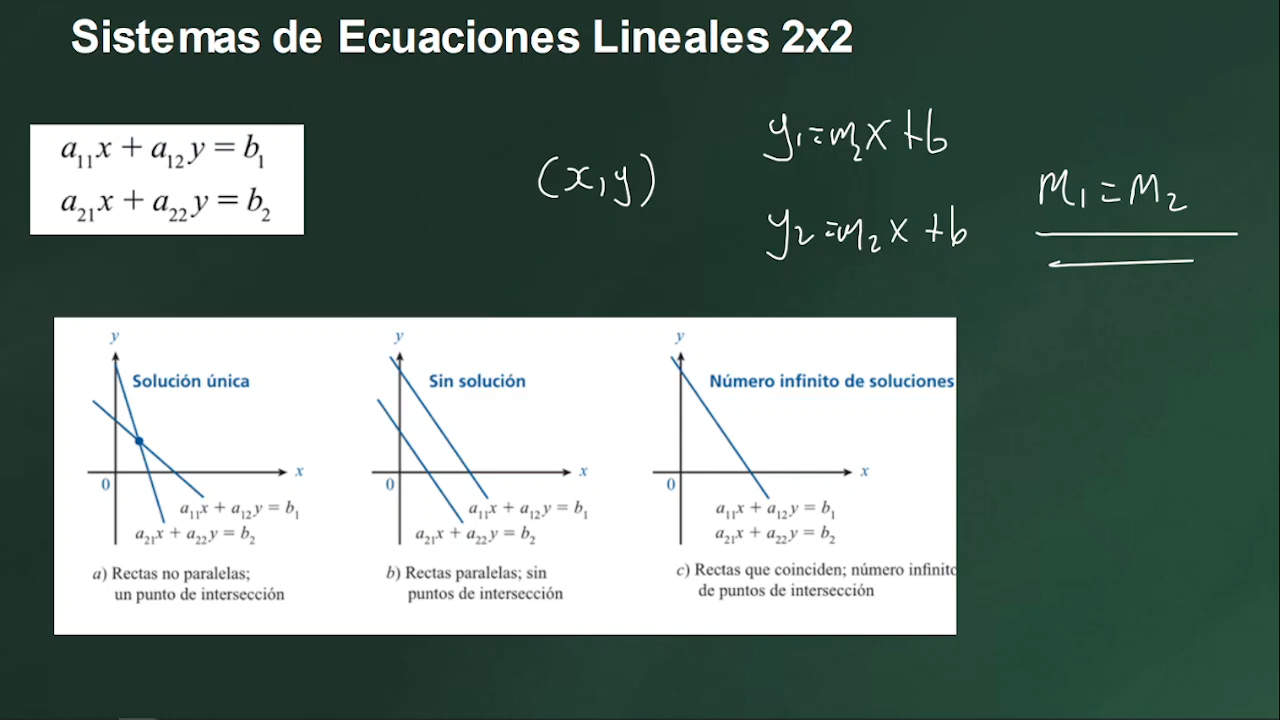 Sistemas de Ecuaciones Lineales 2x2
a₁₁x + a₁₂y = b₁
a₂₁x + a₂₂y = b₂
(x,y)
y₁=m₂x+b
y₂=m₂x+b
m₁=m₂
y
Solución única
x
0
a₁₁x + a₁₂y = b₁
a₂₁x + a₂₂y = b₂
a) Rectas no paralelas;
un punto de intersección
y
Sin solución
x
0
a₁₁x + a₁₂y = b₁
a₂₁x + a₂₂y = b₂
b) Rectas paralelas; sin
puntos de intersección
y
Número infinito de soluciones
x
0
a₁₁x + a₁₂y = b₁
a₂₁x + a₂₂y = b₂
c) Rectas que coinciden; número infinito
de puntos de intersección